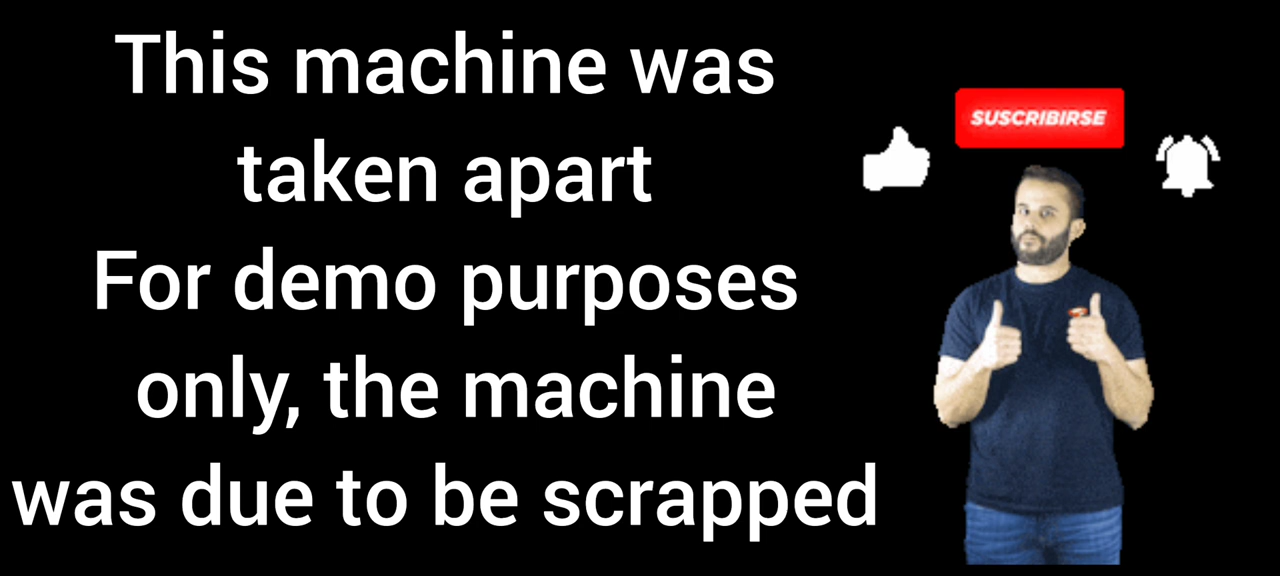 This machine was
taken apart
For demo purposes
only, the machine
was due to be scrapped
SUSCRIBIRSE